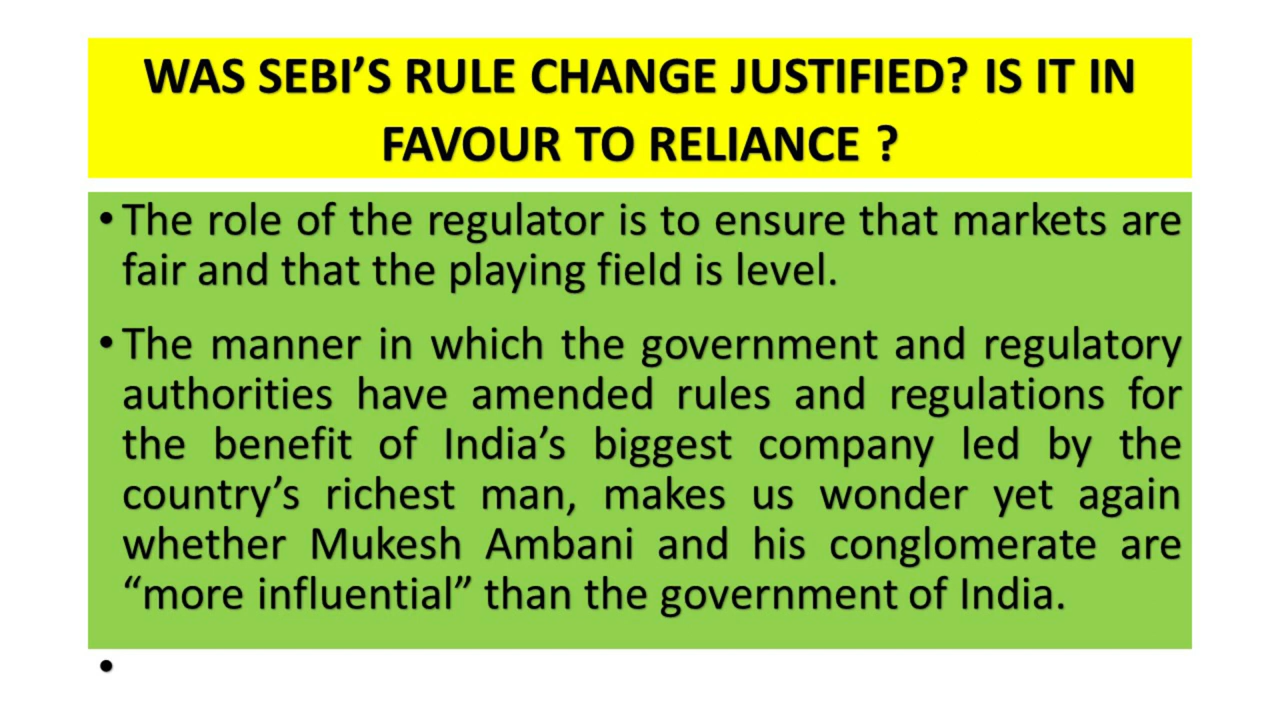 WAS SEBI’S RULE CHANGE JUSTIFIED? IS IT IN
FAVOUR TO RELIANCE ?
• The role of the regulator is to ensure that markets are
fair and that the playing field is level.
• The manner in which the government and regulatory
authorities have amended rules and regulations for
the benefit of India’s biggest company led by the
country’s richest man, makes us wonder yet again
whether Mukesh Ambani and his conglomerate are
“more influential” than the government of India.
•